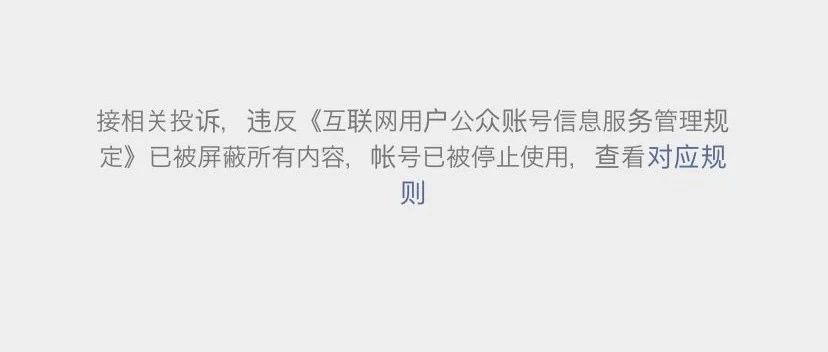 接相关投诉，违反《互联网用户公众账号信息服务管理规
定》已被屏蔽所有内容，帐号已被停止使用，查看对应规
则